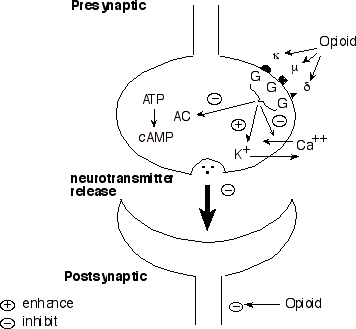 Presynaptic
Opioid
κ
μ
δ
G
G
G
ATP
cAMP
AC
⊖
⊕
⊖
K+
Ca++
neurotransmitter
release
⊖
Postsynaptic
⊕ enhance
⊖ inhibit
⊖ Opioid